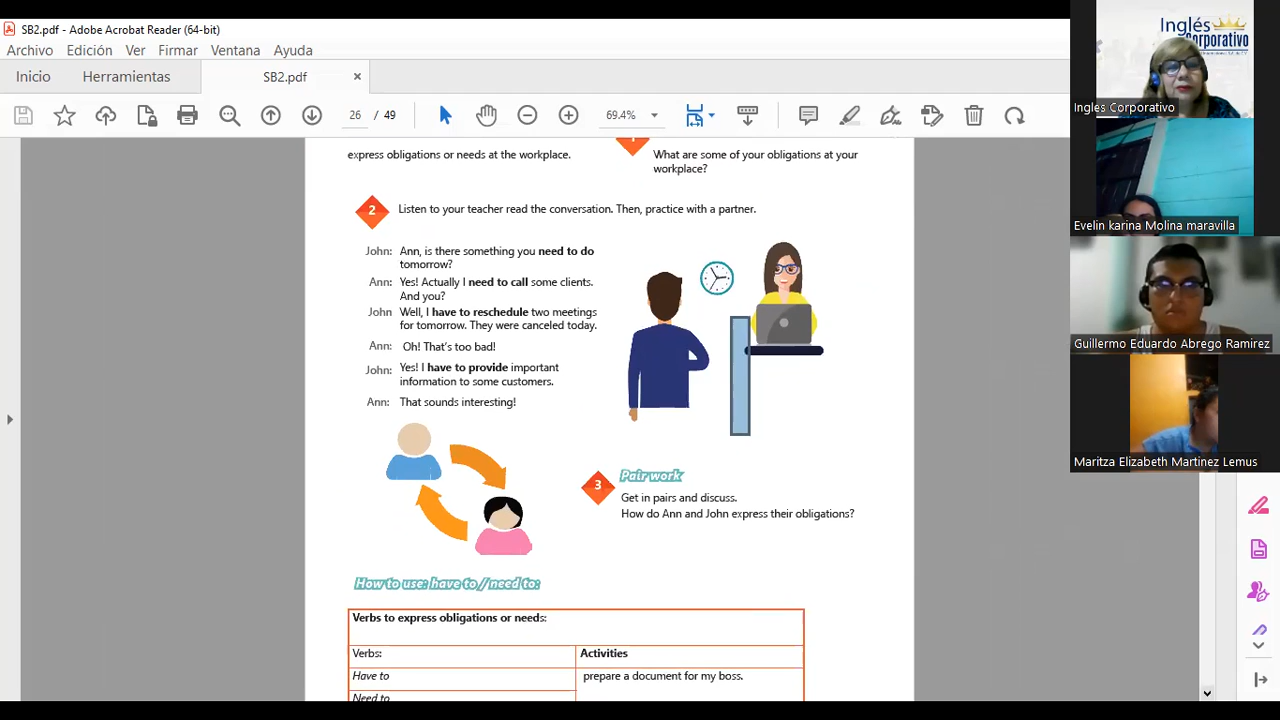 SB2.pdf - Adobe Acrobat Reader (64-bit)
Archivo Edición Ver Firmar Ventana Ayuda
Inicio Herramientas SB2.pdf ×
26 / 49 69.4%
express obligations or needs at the workplace.
What are some of your obligations at your
workplace?
2 Listen to your teacher read the conversation. Then, practice with a partner.
John: Ann, is there something you need to do
tomorrow?
Ann: Yes! Actually I need to call some clients.
And you?
John Well, I have to reschedule two meetings
for tomorrow. They were canceled today.
Ann: Oh! That's too bad!
John: Yes! I have to provide important
information to some customers.
Ann: That sounds interesting!
3 Pair work
Get in pairs and discuss.
How do Ann and John express their obligations?
How to use: have to / need to:
Verbs to express obligations or needs:
Verbs: Activities
Have to prepare a document for my boss.
Need to
Inglés
Corporativo
Ingles Corporativo
Evelin karina Molina maravilla
Guillermo Eduardo Abrego Ramirez
Maritza Elizabeth Martinez Lemus